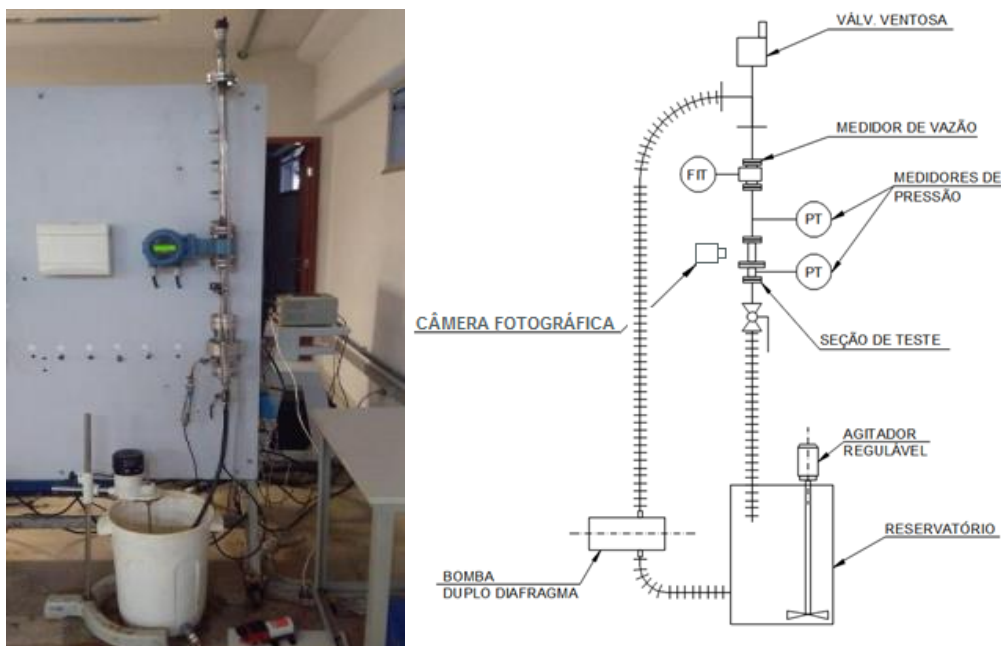 VÁLV. VENTOSA
MEDIDOR DE VAZÃO
FIT
MEDIDORES DE
PRESSÃO
PT
PT
CÂMERA FOTOGRÁFICA
SEÇÃO DE TESTE
AGITADOR
REGULÁVEL
RESERVATÓRIO
BOMBA
DUPLO DIAFRAGMA